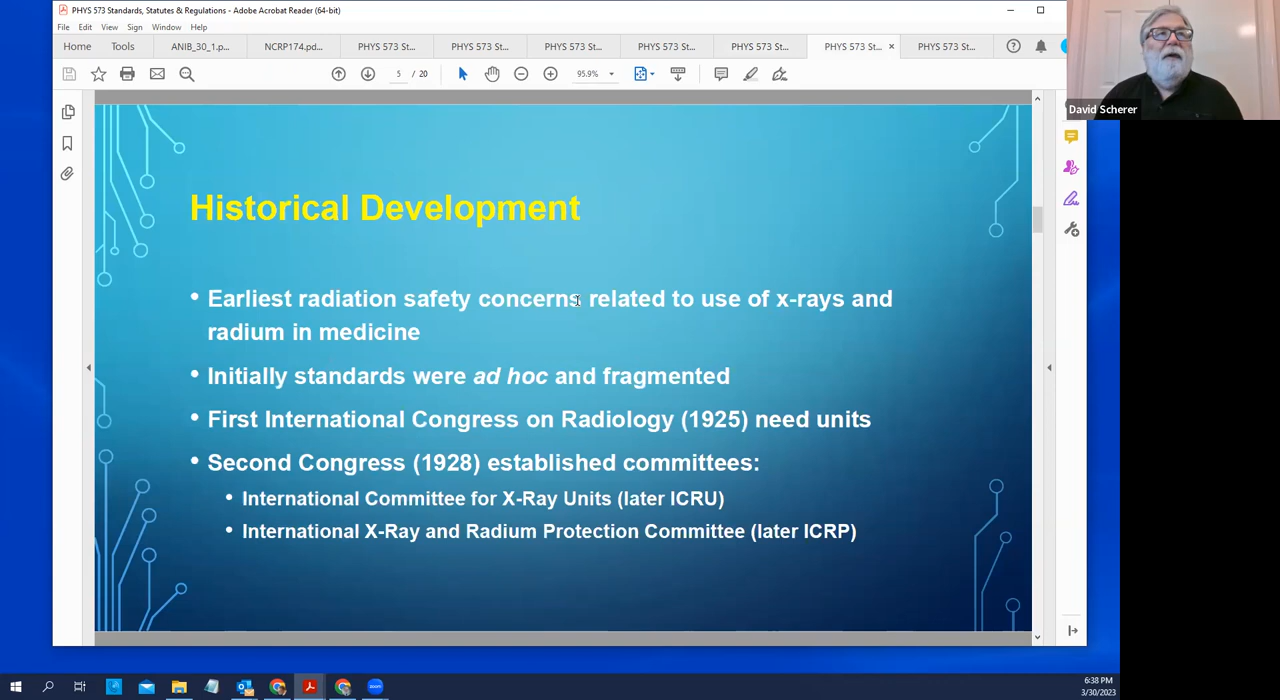 PHYS 573 Standards, Statutes & Regulations - Adobe Acrobat Reader (64-bit)
File Edit View Sign Window Help
Home Tools ANIB_30_1.p... NCRP174.pd... PHYS 573 St... PHYS 573 St... PHYS 573 St... PHYS 573 St... PHYS 573 St... PHYS 573 St... × PHYS 573 St...
5 / 20 95.9%
David Scherer
Historical Development
• Earliest radiation safety concerns related to use of x-rays and
radium in medicine
• Initially standards were ad hoc and fragmented
• First International Congress on Radiology (1925) need units
• Second Congress (1928) established committees:
• International Committee for X-Ray Units (later ICRU)
• International X-Ray and Radium Protection Committee (later ICRP)
zoom
6:38 PM
3/30/2023